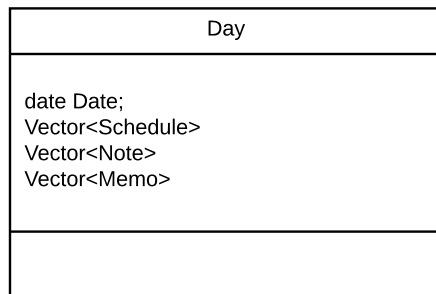 Day
date Date;
Vector<Schedule>
Vector<Note>
Vector<Memo>